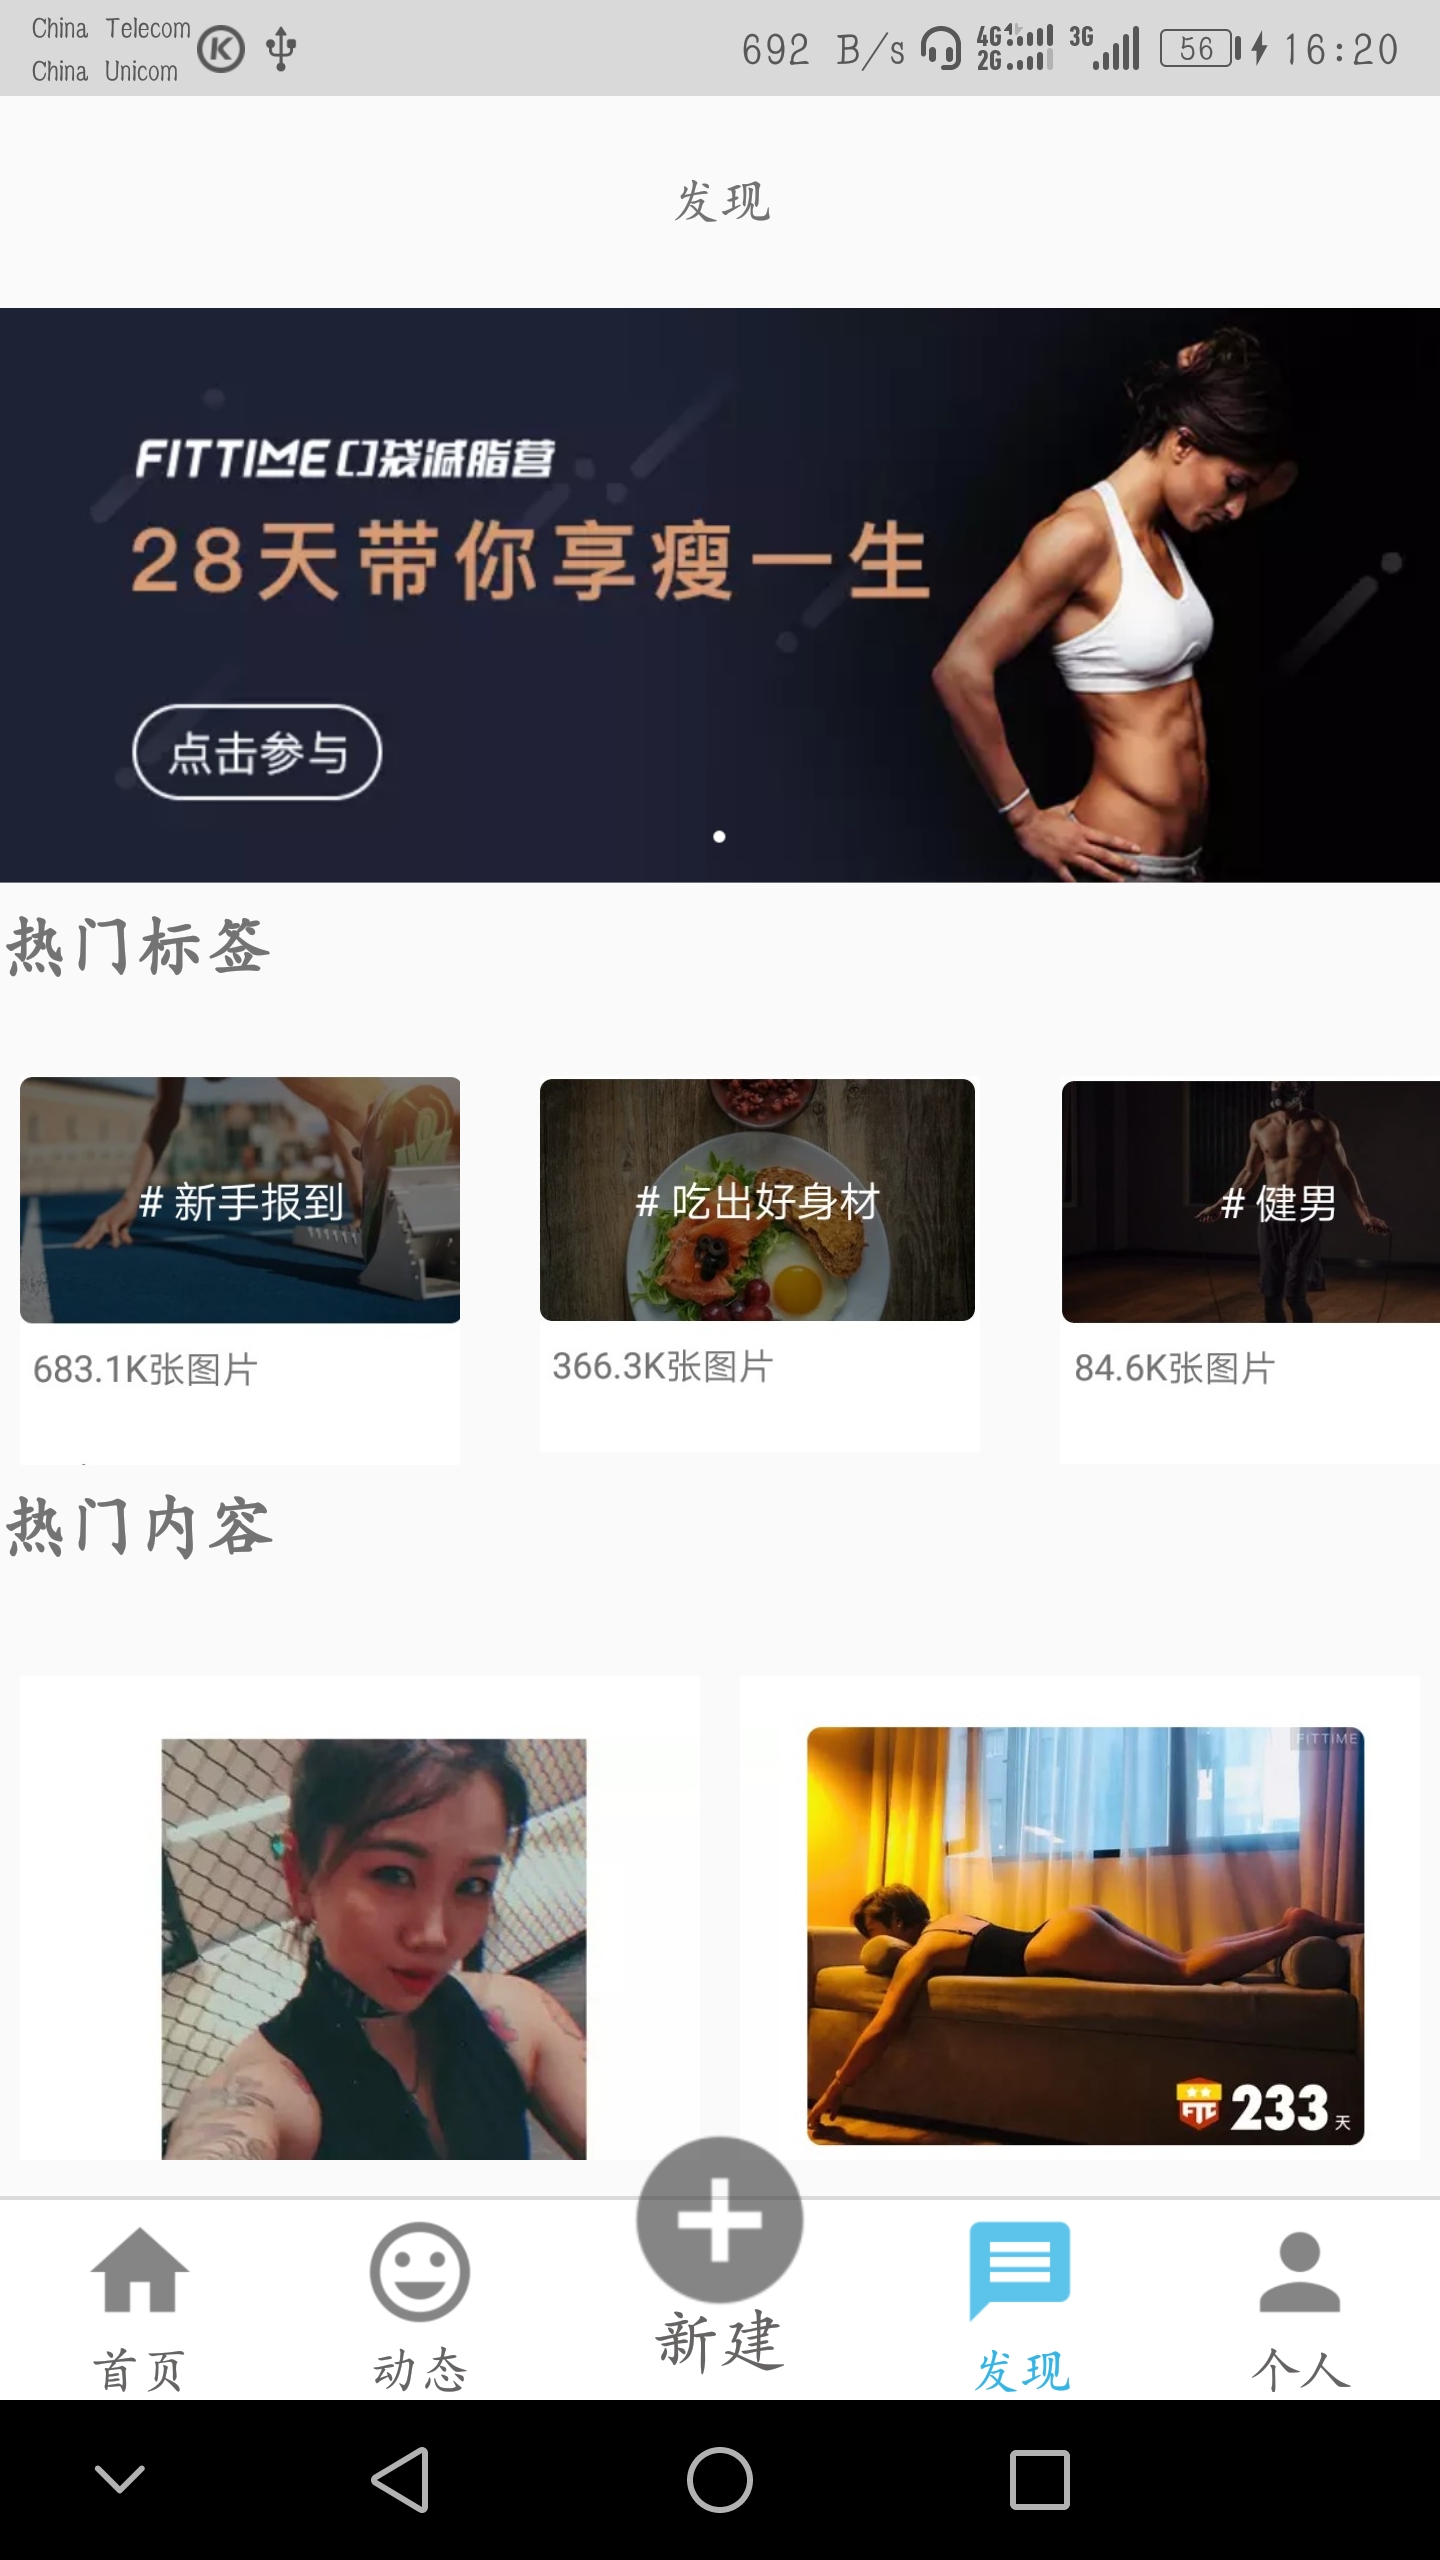 China Telecom
China Unicom
692 B/s
4G
2G
3G
56
16:20
发现
FITTIME口袋减脂营
28天带你享瘦一生
点击参与
热门标签
# 新手报到
# 吃出好身材
# 健男
683.1K张图片
366.3K张图片
84.6K张图片
热门内容
FITTIME
FTC 233天
首页
动态
新建
发现
个人